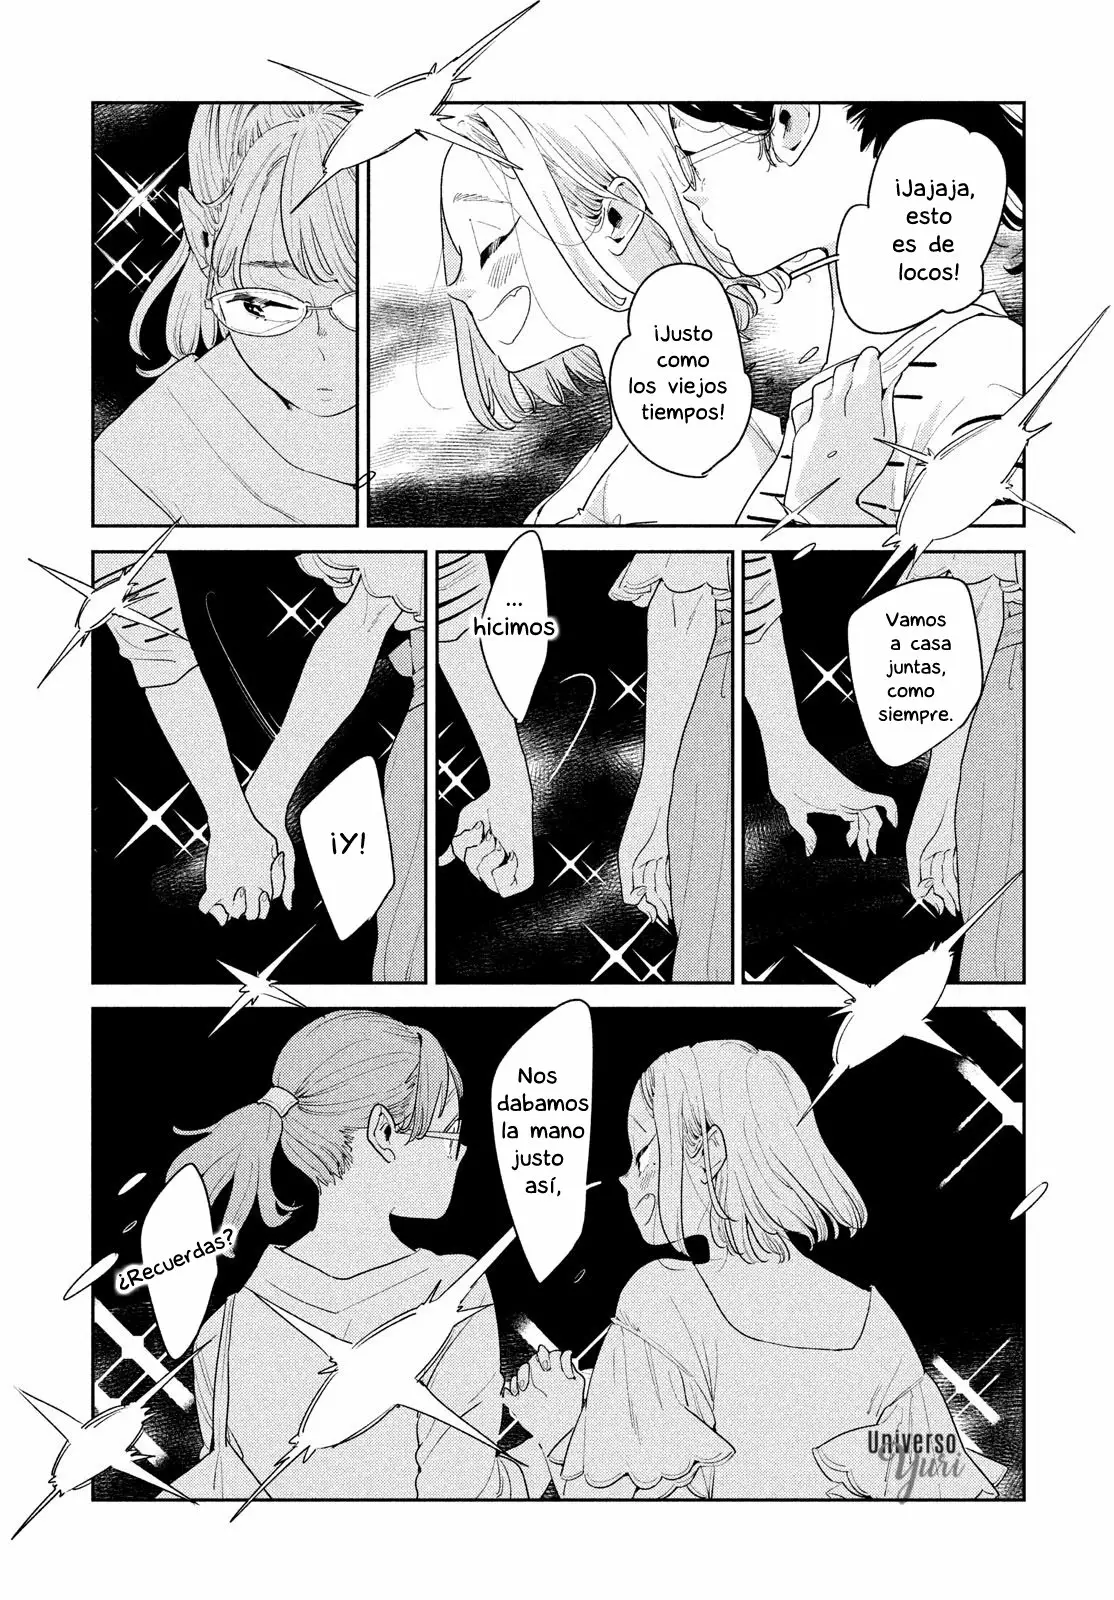 ¡Jajaja,
esto
es de
locos!
¡Justo
como
los viejos
tiempos!
Vamos
a casa
juntas,
como
siempre.
...
hicimos
¡Y!
Nos
dabamos
la mano
justo
así,
¿Recuerdas?
Universo
Yuri